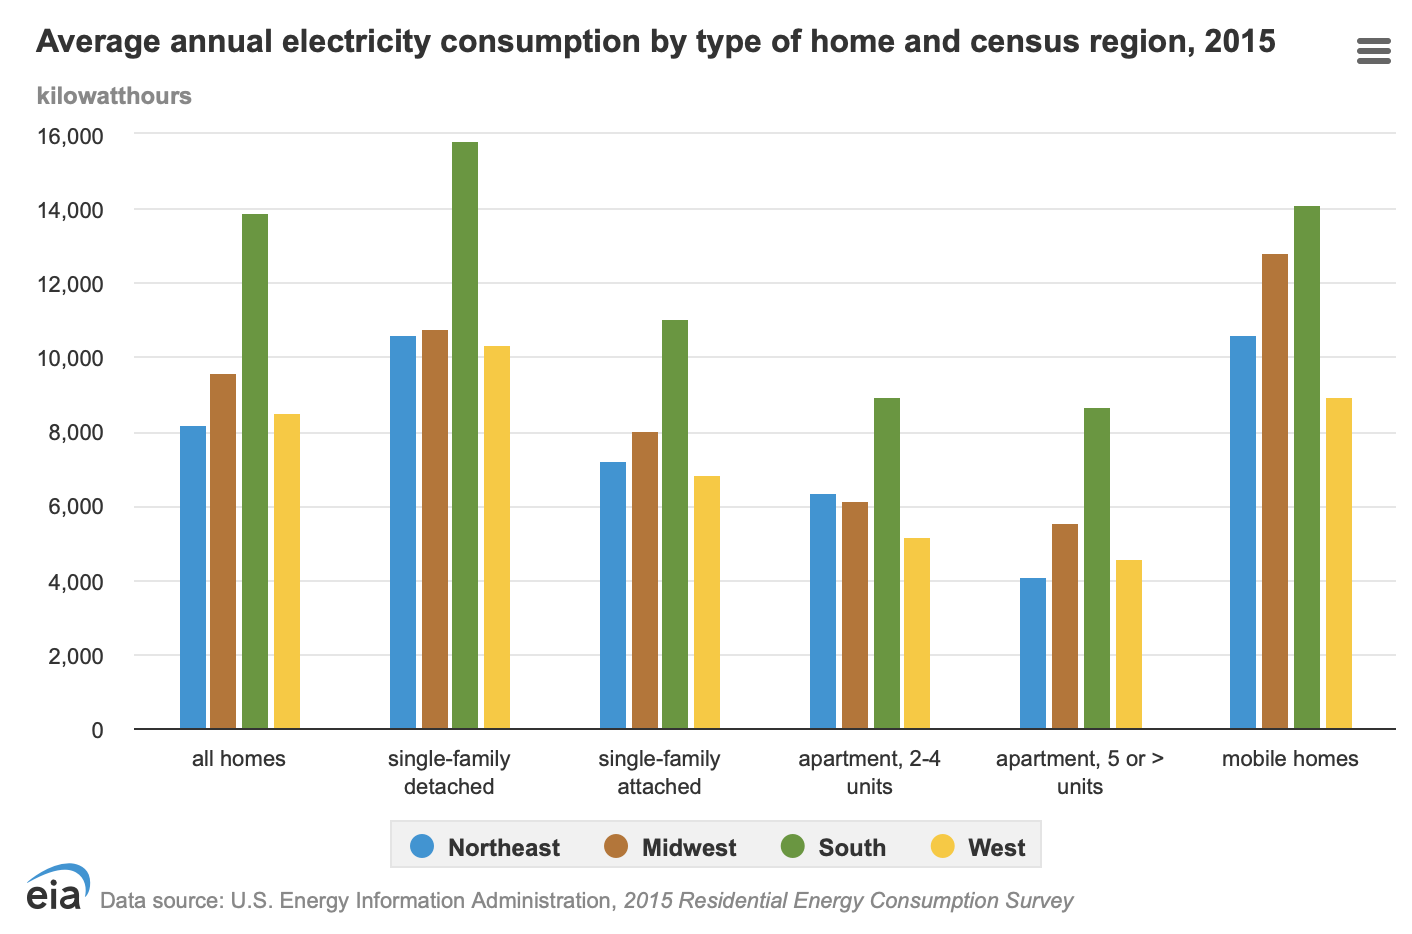 Average annual electricity consumption by type of home and census region, 2015
kilowatthours
16,000
14,000
12,000
10,000
8,000
6,000
4,000
2,000
0
all homes
single-family
detached
single-family
attached
apartment, 2-4
units
apartment, 5 or >
units
mobile homes
Northeast Midwest South West
eia
Data source: U.S. Energy Information Administration, 2015 Residential Energy Consumption Survey